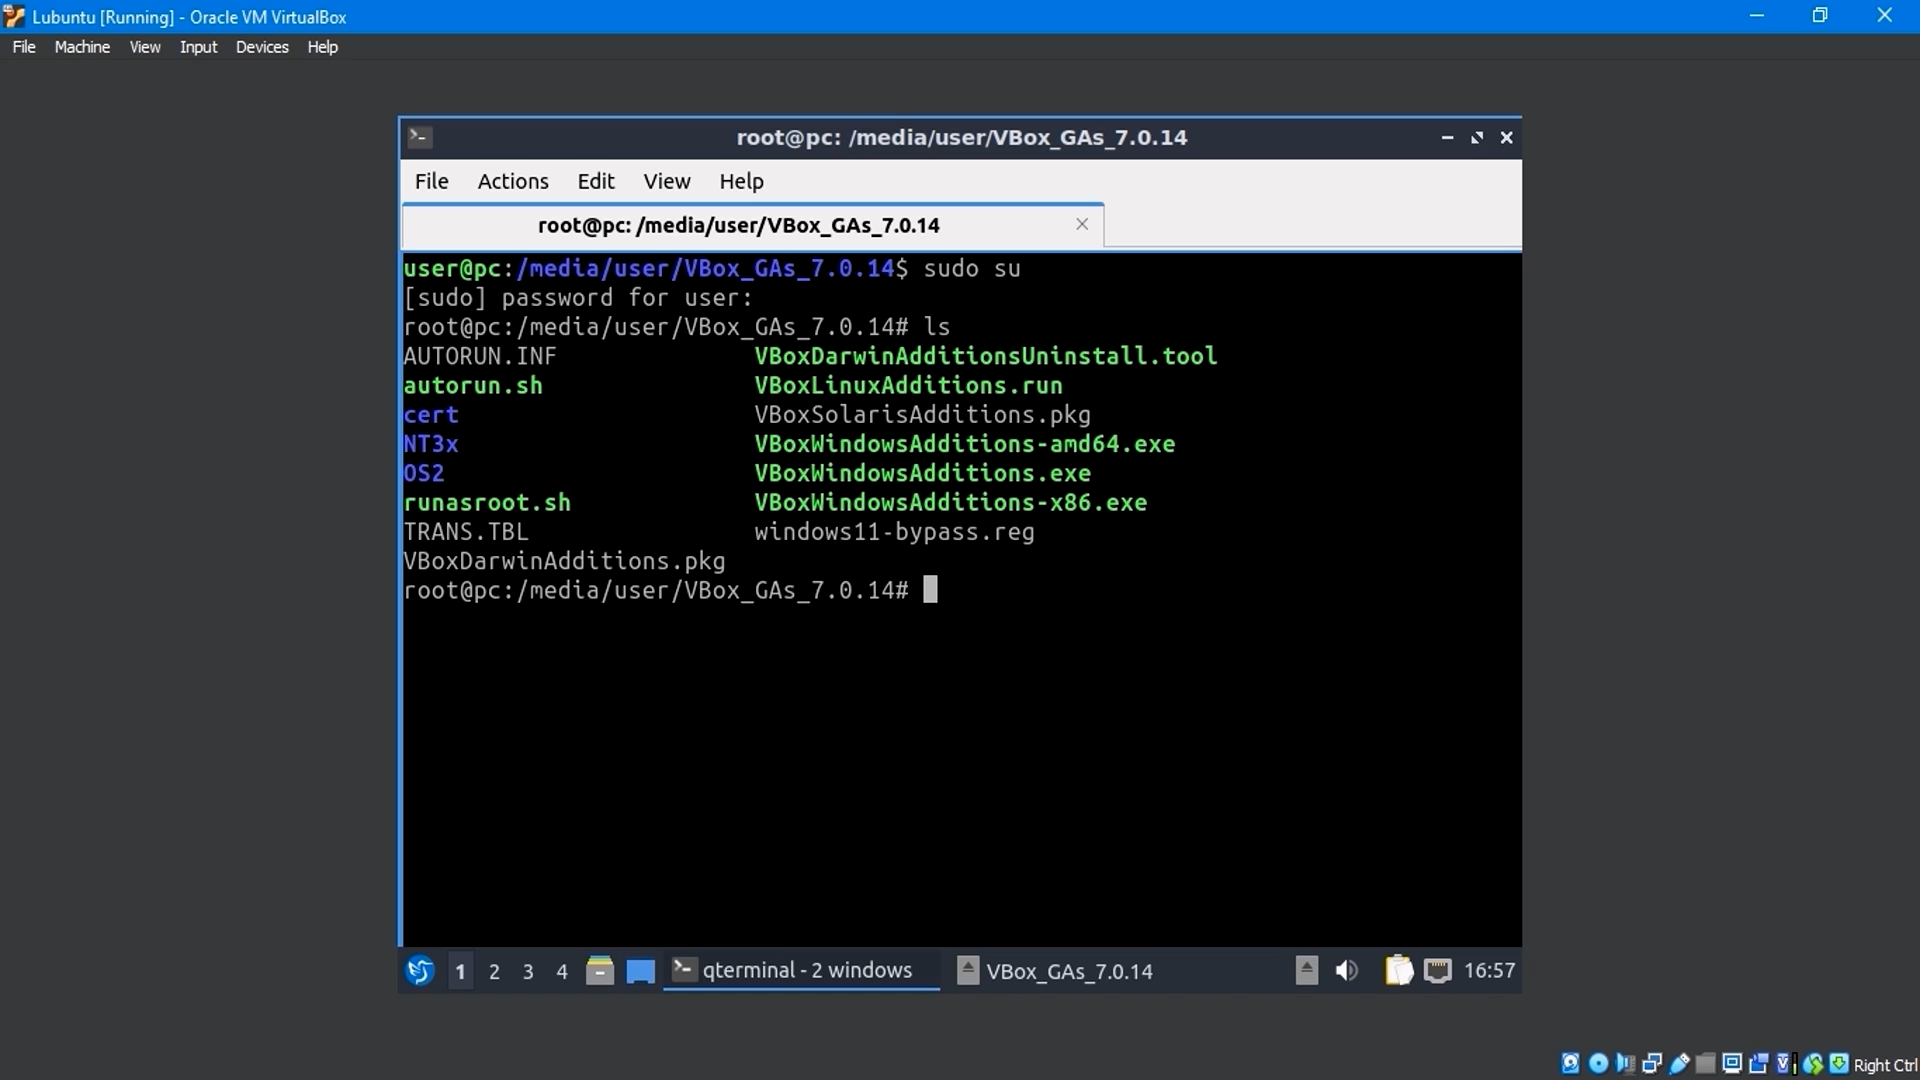 Lubuntu [Running] - Oracle VM VirtualBox
File Machine View Input Devices Help
root@pc: /media/user/VBox_GAs_7.0.14
File Actions Edit View Help
root@pc: /media/user/VBox_GAs_7.0.14
user@pc:/media/user/VBox_GAs_7.0.14$ sudo su
[sudo] password for user:
root@pc:/media/user/VBox_GAs_7.0.14# ls
AUTORUN.INF VBoxDarwinAdditionsUninstall.tool
autorun.sh VBoxLinuxAdditions.run
cert VBoxSolarisAdditions.pkg
NT3x VBoxWindowsAdditions-amd64.exe
OS2 VBoxWindowsAdditions.exe
runasroot.sh VBoxWindowsAdditions-x86.exe
TRANS.TBL windows11-bypass.reg
VBoxDarwinAdditions.pkg
root@pc:/media/user/VBox_GAs_7.0.14#
1 2 3 4 qterminal - 2 windows VBox_GAs_7.0.14 16:57
Right Ctrl